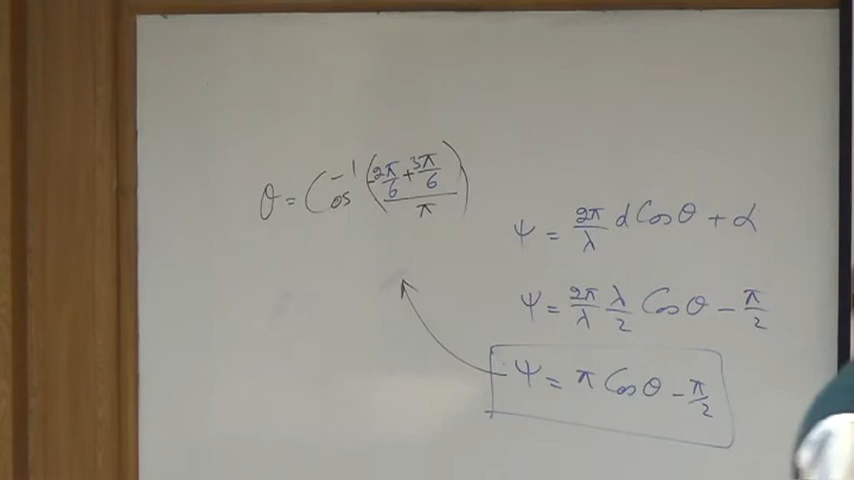 θ = Cos⁻¹ ((-2π/6 + 3π/6)/π)
ψ = 2π/λ d Cos θ + α
ψ = 2π/λ λ/2 Cos θ - π/2
ψ = π Cos θ - π/2